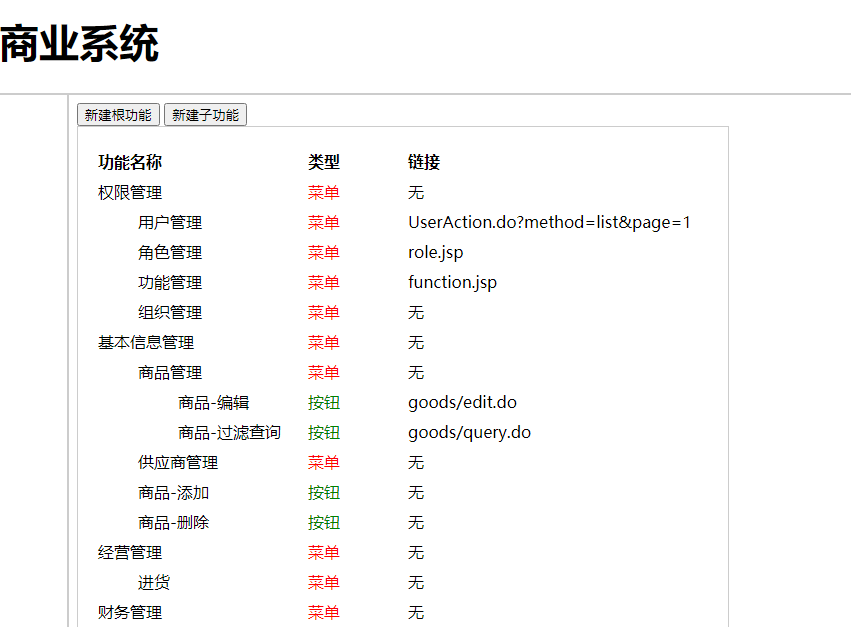 商业系统
新建根功能 新建子功能
功能名称 类型 链接
权限管理 菜单 无
用户管理 菜单 UserAction.do?method=list&page=1
角色管理 菜单 role.jsp
功能管理 菜单 function.jsp
组织管理 菜单 无
基本信息管理 菜单 无
商品管理 菜单 无
商品-编辑 按钮 goods/edit.do
商品-过滤查询 按钮 goods/query.do
供应商管理 菜单 无
商品-添加 按钮 无
商品-删除 按钮 无
经营管理 菜单 无
进货 菜单 无
财务管理 菜单 无